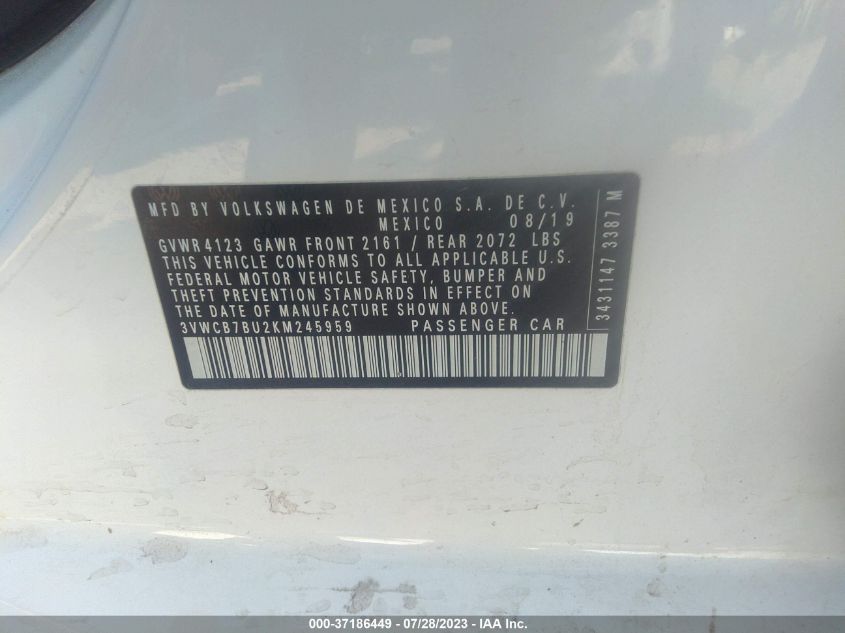 MFD BY VOLKSWAGEN DE MEXICO S.A. DE C.V.
MEXICO 08/19
GVWR 4123 GAWR FRONT 2161 / REAR 2072 LBS
THIS VEHICLE CONFORMS TO ALL APPLICABLE U.S.
FEDERAL MOTOR VEHICLE SAFETY, BUMPER AND
THEFT PREVENTION STANDARDS IN EFFECT ON
THE DATE OF MANUFACTURE SHOWN ABOVE.
3VWCB7BU2KM245959 PASSENGER CAR
3431147 3387 M
000-37186449 - 07/28/2023 - IAA Inc.